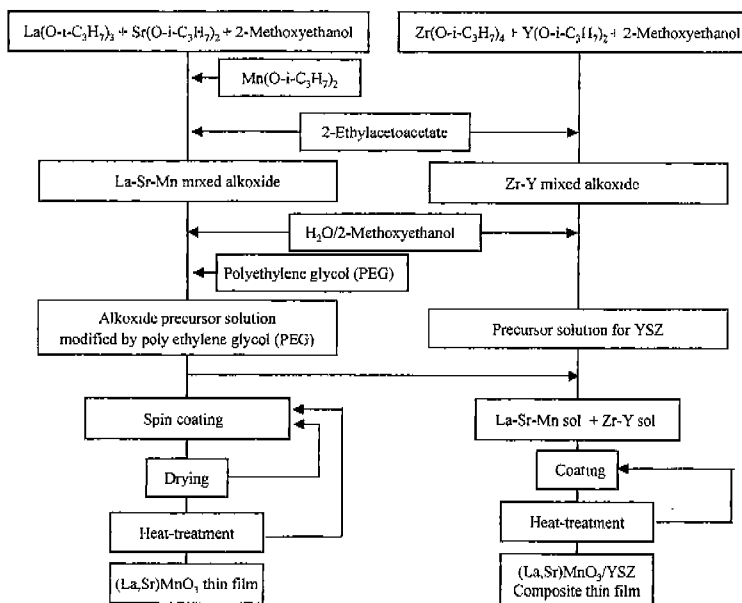 La(O-i-C3H7)3 + Sr(O-i-C3H7)2 + 2-Methoxyethanol
Zr(O-i-C3H7)4 + Y(O-i-C3H7)2 + 2-Methoxyethanol
Mn(O-i-C3H7)2
2-Ethylacetoacetate
La-Sr-Mn mixed alkoxide
Zr-Y mixed alkoxide
H2O/2-Methoxyethanol
Polyethylene glycol (PEG)
Alkoxide precursor solution
modified by poly ethylene glycol (PEG)
Precursor solution for YSZ
Spin coating
La-Sr-Mn sol + Zr-Y sol
Drying
Coating
Heat-treatment
Heat-treatment
(La,Sr)MnO3 thin film
(La,Sr)MnO3/YSZ
Composite thin film